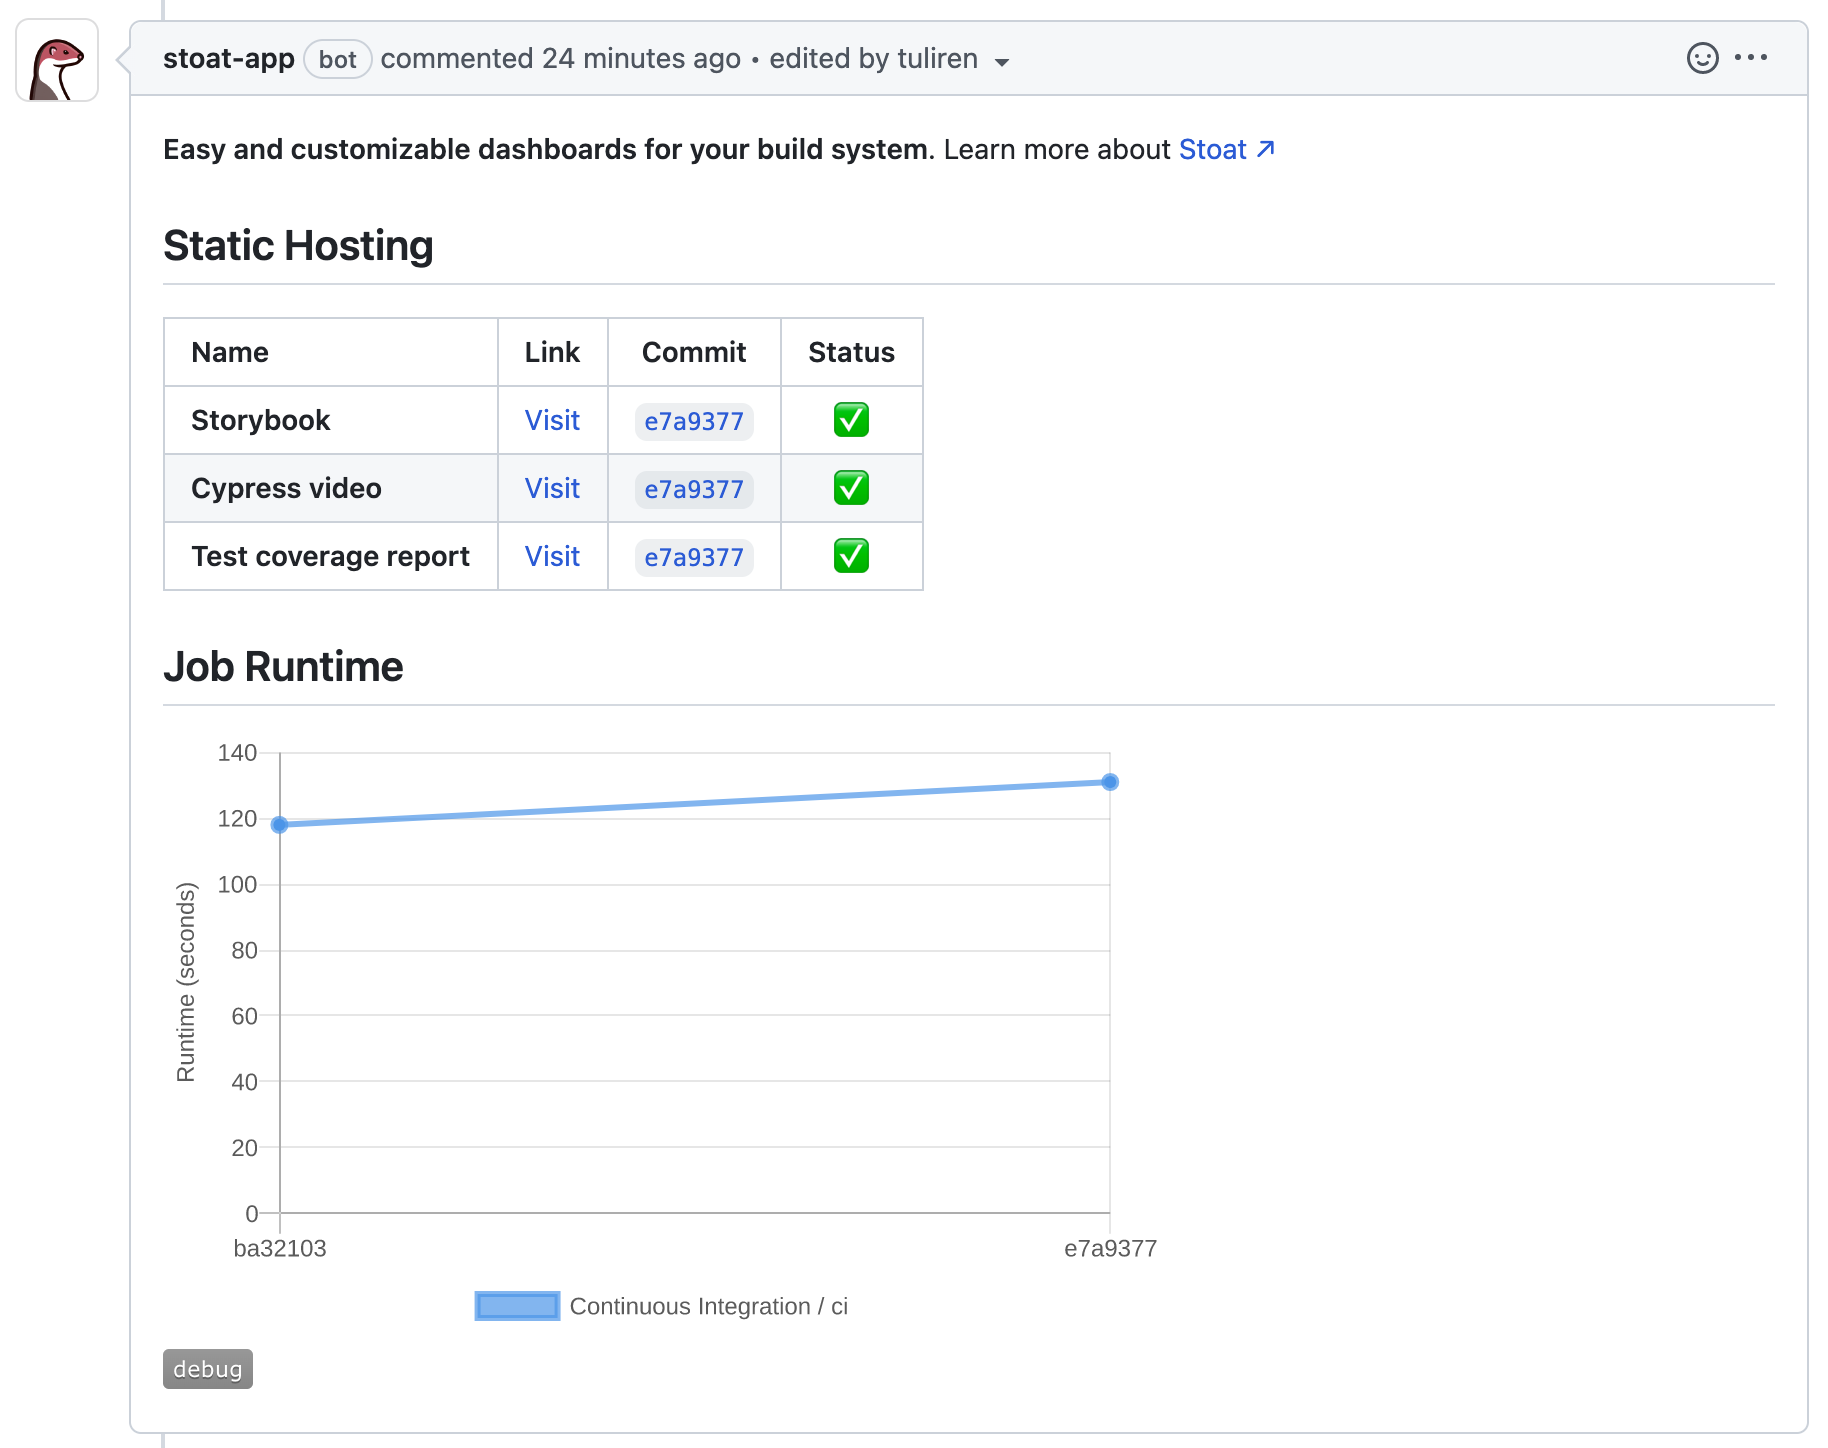 stoat-app bot commented 24 minutes ago • edited by tuliren
Easy and customizable dashboards for your build system. Learn more about Stoat ↗
Static Hosting
Name Link Commit Status
Storybook Visit e7a9377 ✅
Cypress video Visit e7a9377 ✅
Test coverage report Visit e7a9377 ✅
Job Runtime
Runtime (seconds)
140
120
100
80
60
40
20
0
ba32103 e7a9377
Continuous Integration / ci
debug